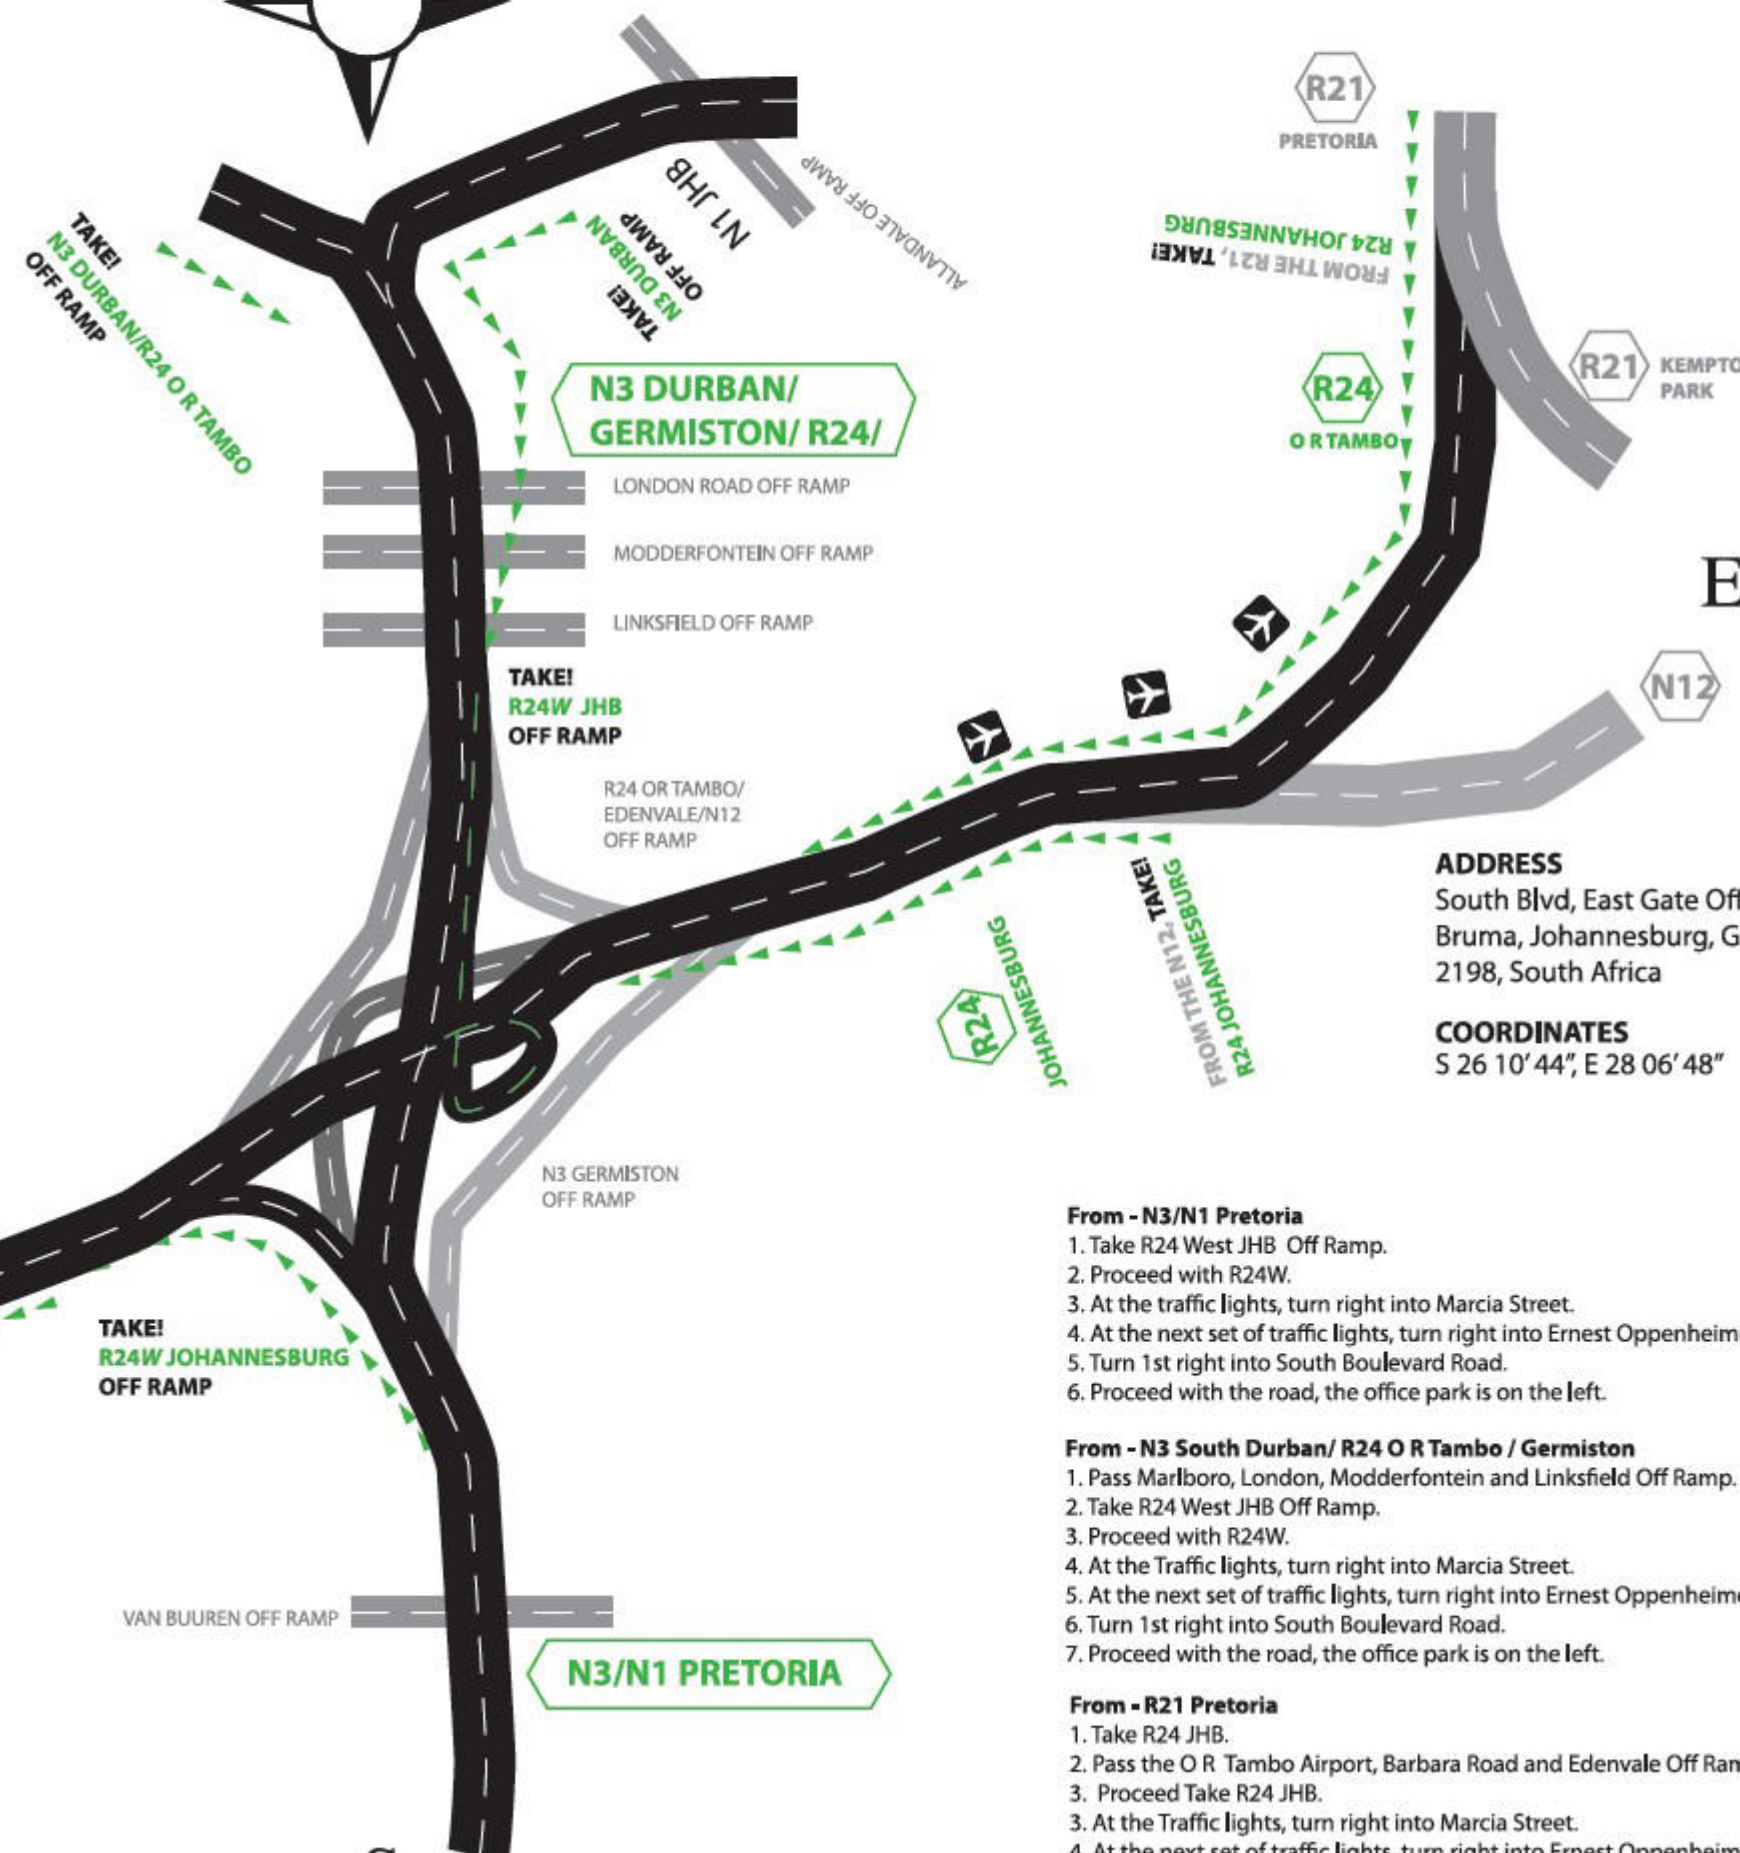 TAKE!
N3 DURBAN/R24 O R TAMBO
OFF RAMP
N1 JHB
ALLANDALE OFF RAMP
TAKE!
N3 DURBAN
OFF RAMP
N3 DURBAN/
GERMISTON/ R24/
LONDON ROAD OFF RAMP
MODDERFONTEIN OFF RAMP
LINKSFIELD OFF RAMP
TAKE!
R24W JHB
OFF RAMP
R24 OR TAMBO/
EDENVALE/N12
OFF RAMP
R21
PRETORIA
FROM THE R21, TAKE!
R24 JOHANNESBURG
R24
O R TAMBO
R21
KEMPTO
PARK
E
N12
FROM THE N12, TAKE!
R24 JOHANNESBURG
R24
JOHANNESBURG
N3 GERMISTON
OFF RAMP
TAKE!
R24W JOHANNESBURG
OFF RAMP
VAN BUUREN OFF RAMP
N3/N1 PRETORIA
ADDRESS
South Blvd, East Gate Off
Bruma, Johannesburg, G
2198, South Africa
COORDINATES
S 26 10' 44", E 28 06' 48"
From - N3/N1 Pretoria
1. Take R24 West JHB Off Ramp.
2. Proceed with R24W.
3. At the traffic lights, turn right into Marcia Street.
4. At the next set of traffic lights, turn right into Ernest Oppenheim
5. Turn 1st right into South Boulevard Road.
6. Proceed with the road, the office park is on the left.
From - N3 South Durban/ R24 O R Tambo / Germiston
1. Pass Marlboro, London, Modderfontein and Linksfield Off Ramp.
2. Take R24 West JHB Off Ramp.
3. Proceed with R24W.
4. At the Traffic lights, turn right into Marcia Street.
5. At the next set of traffic lights, turn right into Ernest Oppenheime
6. Turn 1st right into South Boulevard Road.
7. Proceed with the road, the office park is on the left.
From - R21 Pretoria
1. Take R24 JHB.
2. Pass the O R Tambo Airport, Barbara Road and Edenvale Off Ram
3. Proceed Take R24 JHB.
3. At the Traffic lights, turn right into Marcia Street.
4. At the next set of traffic lights, turn right into Ernest Oppenheim